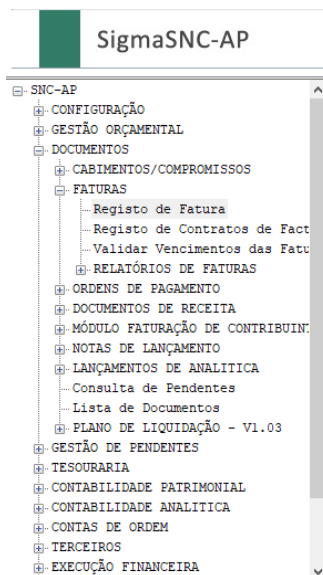 SigmaSNC-AP
SNC-AP
CONFIGURAÇÃO
GESTÃO ORÇAMENTAL
DOCUMENTOS
CABIMENTOS/COMPROMISSOS
FATURAS
Registo de Fatura
Registo de Contratos de Fact
Validar Vencimentos das Fatu
RELATÓRIOS DE FATURAS
ORDENS DE PAGAMENTO
DOCUMENTOS DE RECEITA
MÓDULO FATURAÇÃO DE CONTRIBUIN
NOTAS DE LANÇAMENTO
LANÇAMENTOS DE ANALITICA
Consulta de Pendentes
Lista de Documentos
PLANO DE LIQUIDAÇÃO - V1.03
GESTÃO DE PENDENTES
TESOURARIA
CONTABILIDADE PATRIMONIAL
CONTABILIDADE ANALITICA
CONTAS DE ORDEM
TERCEIROS
EXECUÇÃO FINANCEIRA